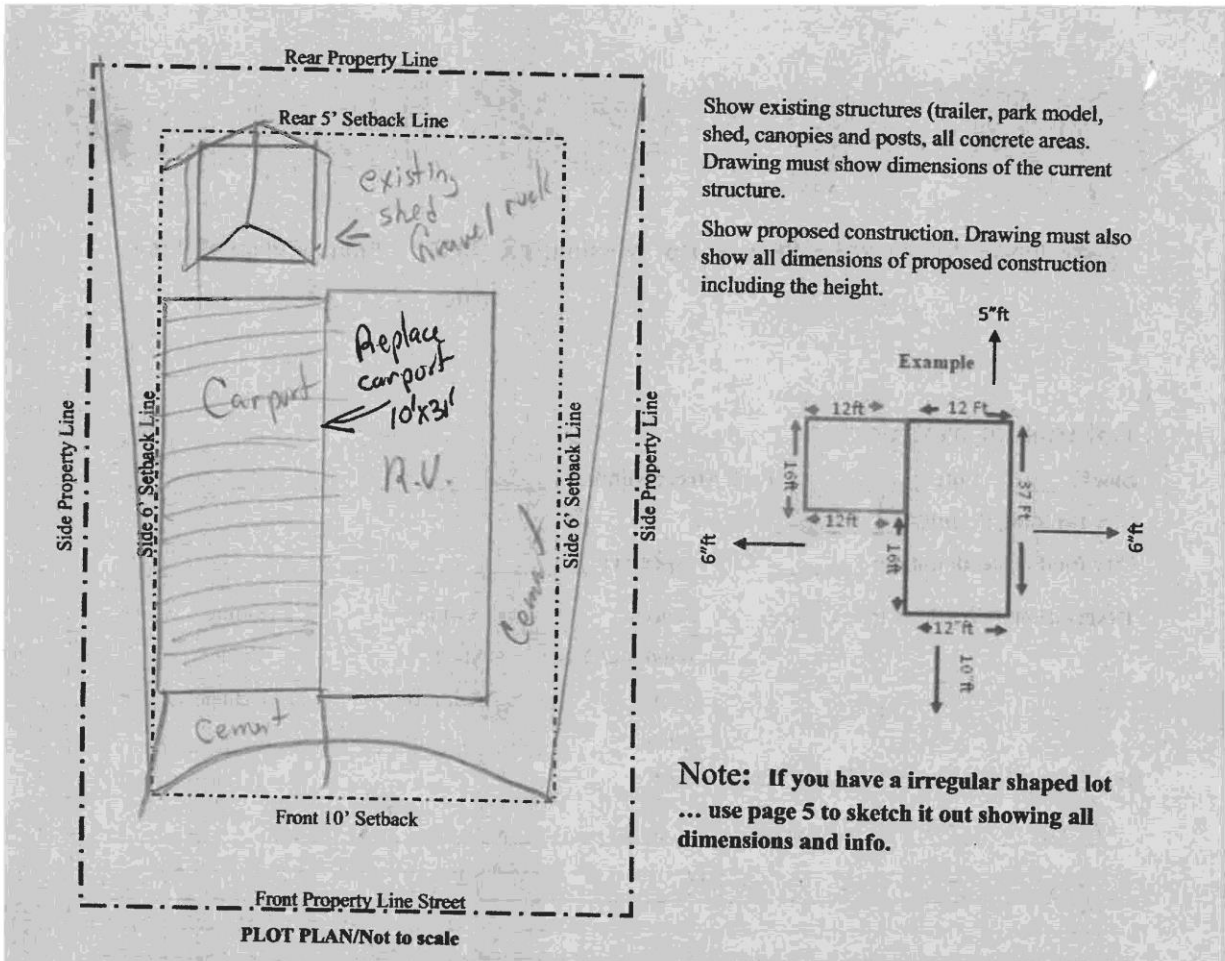 Rear Property Line
Rear 5' Setback Line
existing
shed
Gravel
Carport
Replace
carport
10'X31'
R.V.
Cement
Cement
Side Property Line
Side 6' Setback Line
Side 6' Setback Line
Side Property Line
Front 10' Setback
Front Property Line Street
PLOT PLAN/Not to scale
Show existing structures (trailer, park model,
shed, canopies and posts, all concrete areas.
Drawing must show dimensions of the current
structure.
Show proposed construction. Drawing must also
show all dimensions of proposed construction
including the height.
5"ft
Example
12ft
12 Ft
16ft
37 Ft
12ft
16ft
6"ft
6"ft
12"ft
10"ft
Note: If you have a irregular shaped lot
... use page 5 to sketch it out showing all
dimensions and info.